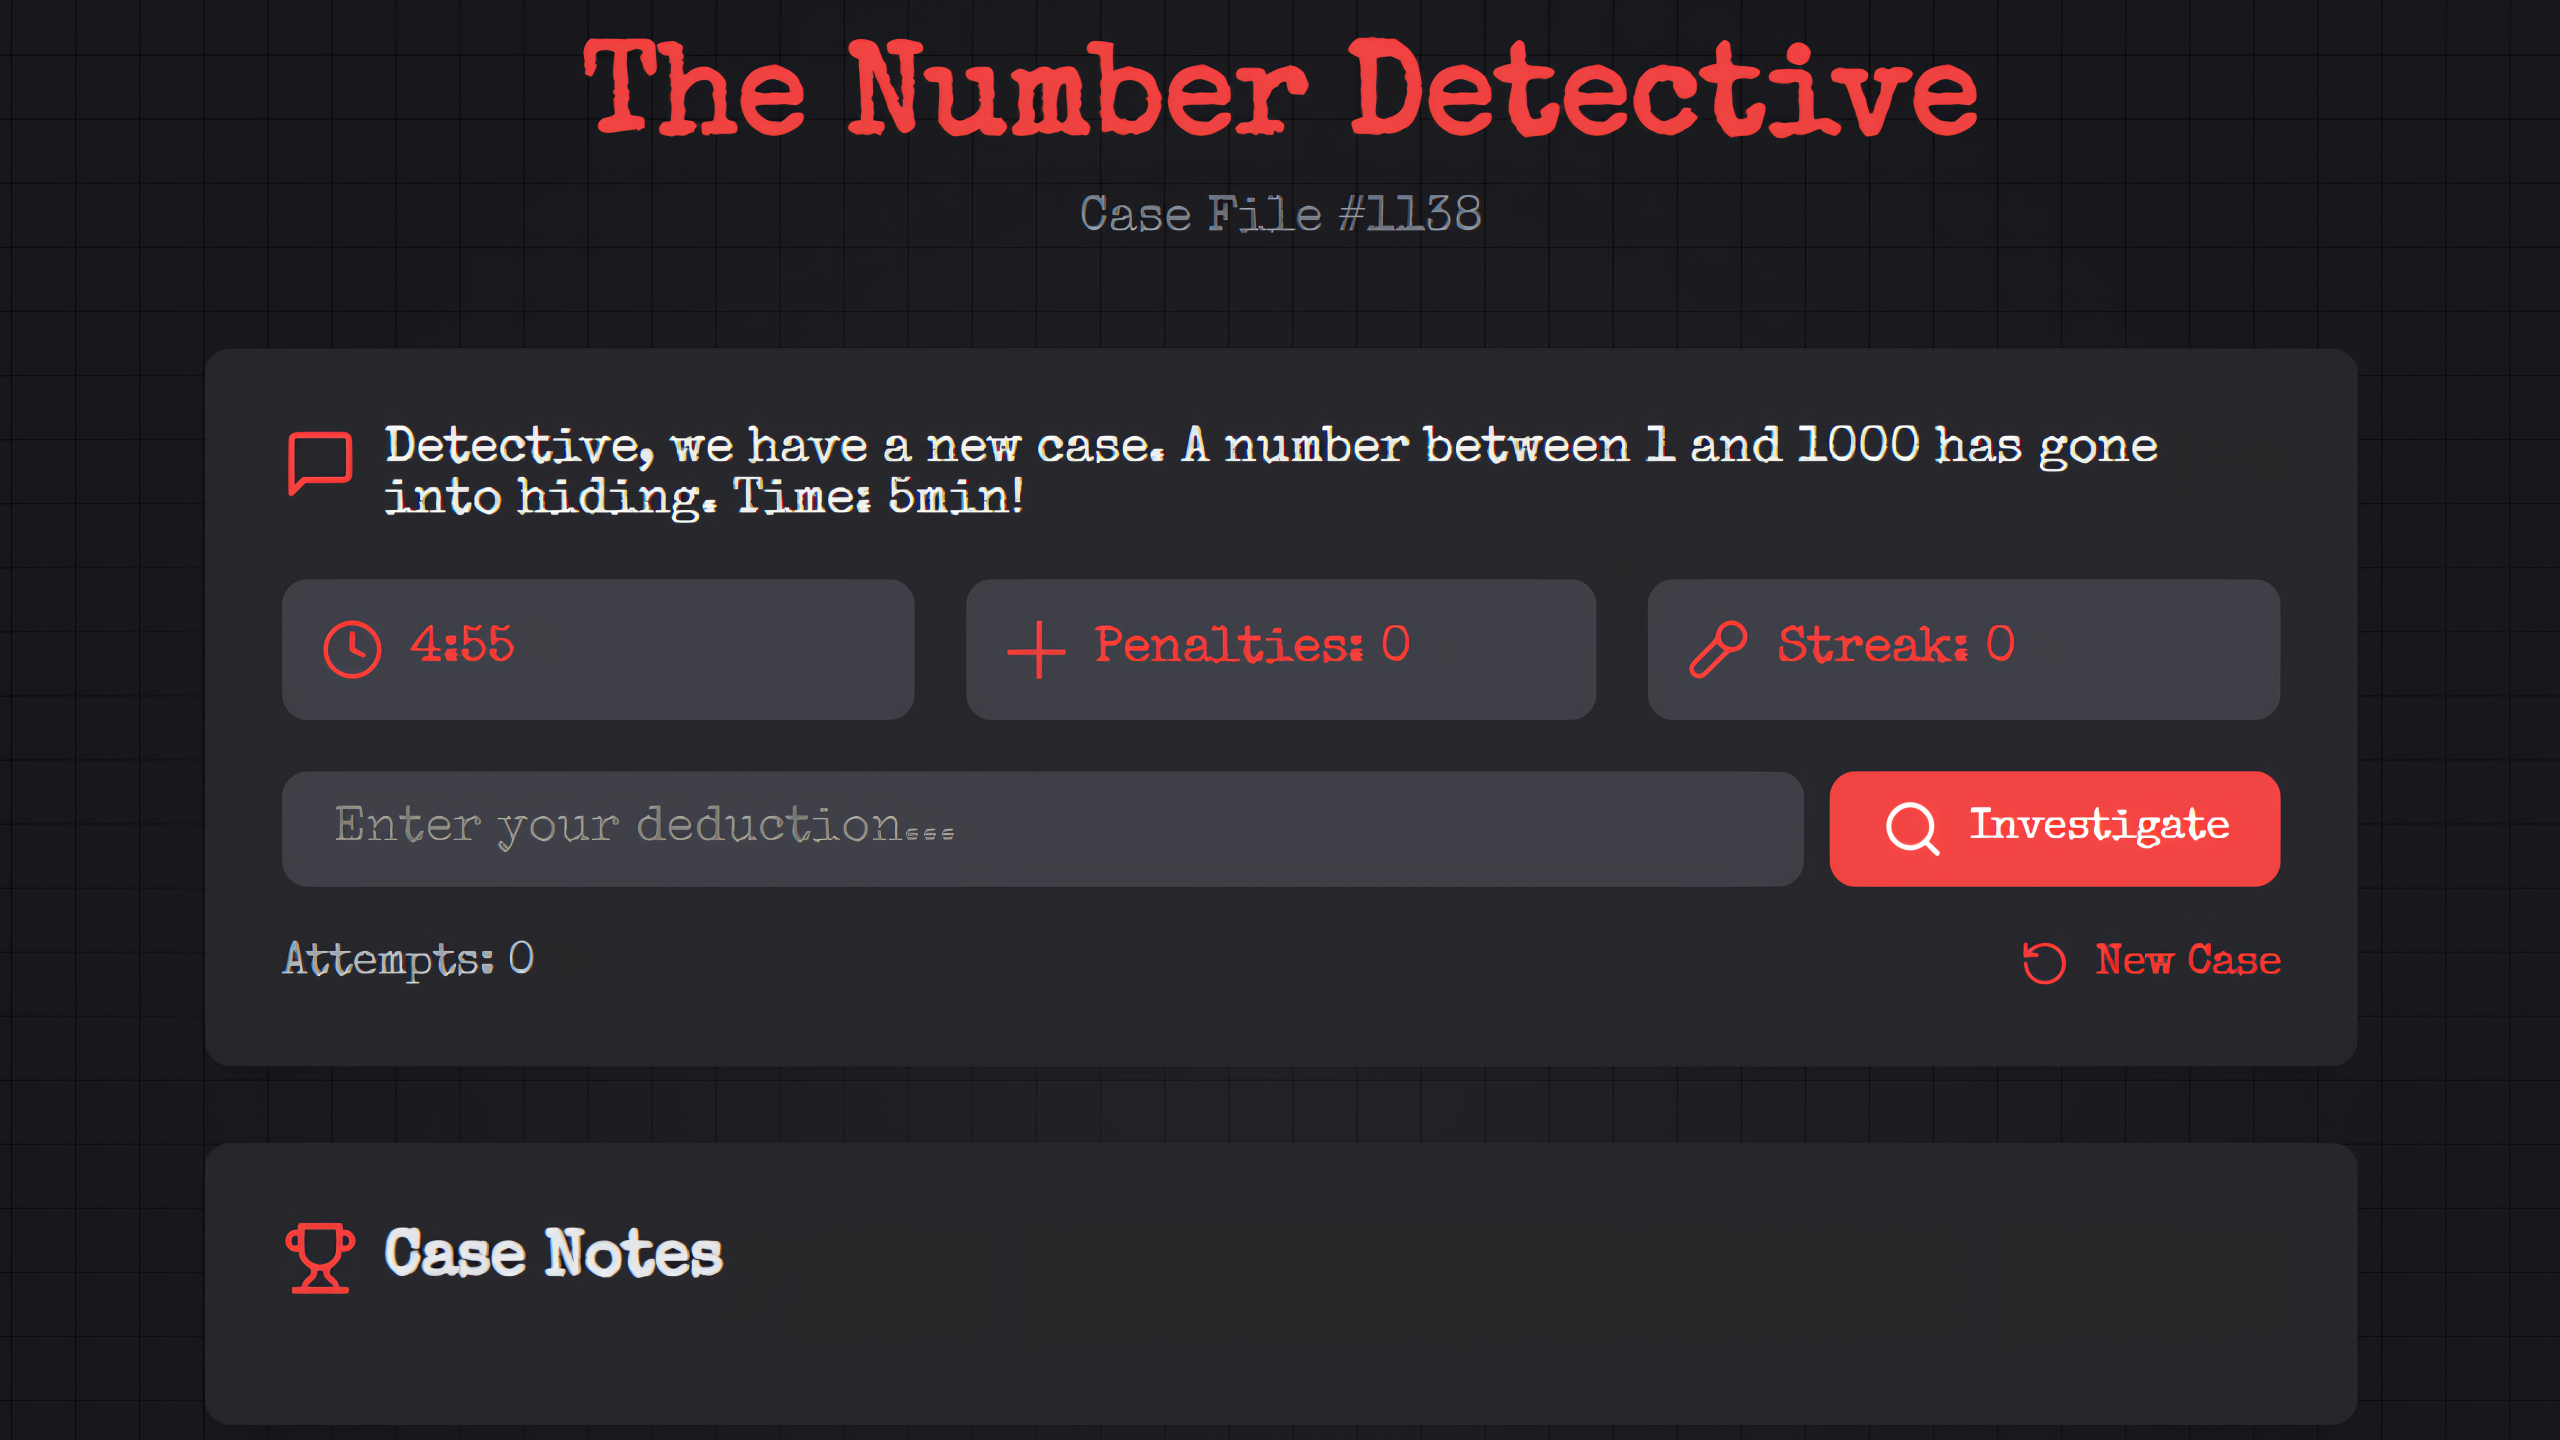 The Number Detective
Case File #1138
Detective, we have a new case. A number between 1 and 1000 has gone
into hiding. Time: 5min!
4:55
Penalties: 0
Streak: 0
Enter your deduction...
Investigate
Attempts: 0
New Case
Case Notes